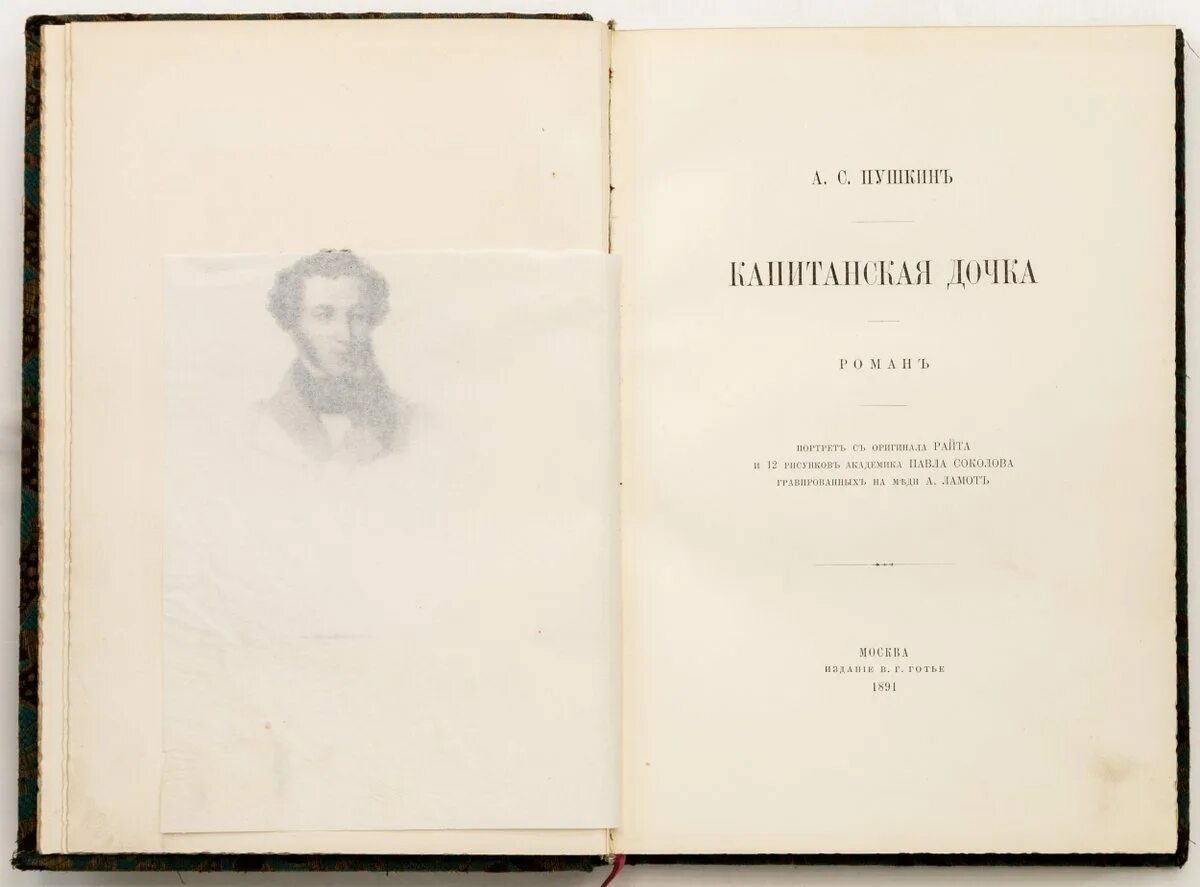 А. С. ПУШКИНЪ
КАПИТАНСКАЯ ДОЧКА
РОМАНЪ
ПОРТРЕТЪ СЪ ОРИГИНАЛА РАЙТА
И 12 РИСУНКОВЪ АКАДЕМИКА ПАВЛА СОКОЛОВА
ГРАВИРОВАННЫХЪ НА МѢДИ А. ЛАМОТЪ
МОСКВА
ИЗДАНІЕ В. Г. ГОТЬЕ
1891